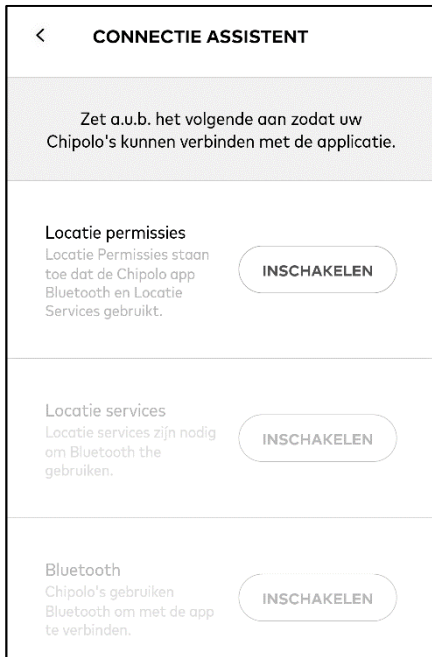 CONNECTIE ASSISTENT
Zet a.u.b. het volgende aan zodat uw
Chipolo's kunnen verbinden met de applicatie.
Locatie permissies
Locatie Permissies staan
toe dat de Chipolo app
Bluetooth en Locatie
Services gebruikt.
INSCHAKELEN
Locatie services
Locatie services zijn nodig
om Bluetooth the
gebruiken.
INSCHAKELEN
Bluetooth
Chipolo's gebruiken
Bluetooth om met de app
te verbinden.
INSCHAKELEN